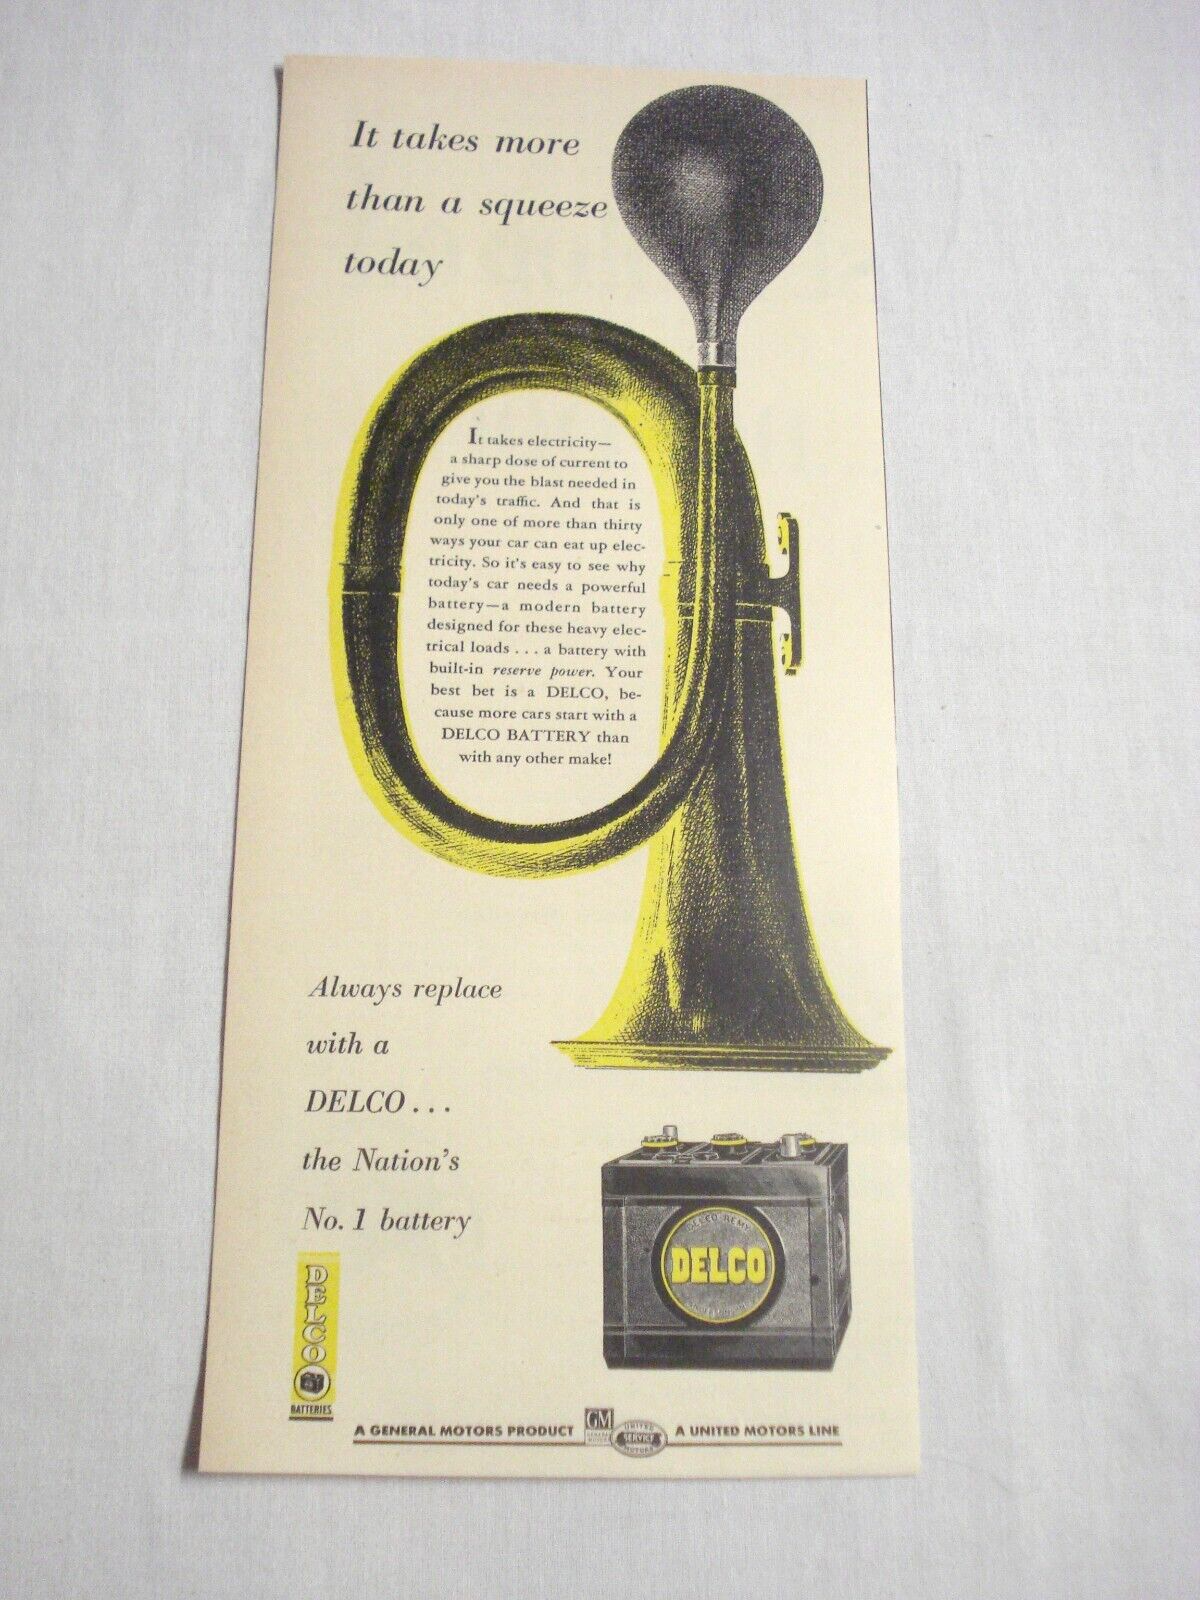 It takes more
than a squeeze
today
It takes electricity—
a sharp dose of current to
give you the blast needed in
today's traffic. And that is
only one of more than thirty
ways your car can eat up elec-
tricity. So it's easy to see why
today's car needs a powerful
battery—a modern battery
designed for these heavy elec-
trical loads . . . a battery with
built-in reserve power. Your
best bet is a DELCO, be-
cause more cars start with a
DELCO BATTERY than
with any other make!
Always replace
with a
DELCO . . .
the Nation's
No. 1 battery
DELCO REMY
DELCO
DELCO
BATTERIES
A GENERAL MOTORS PRODUCT
GM
GENERAL
MOTORS
UNITED
SERVICE
MOTORS
A UNITED MOTORS LINE